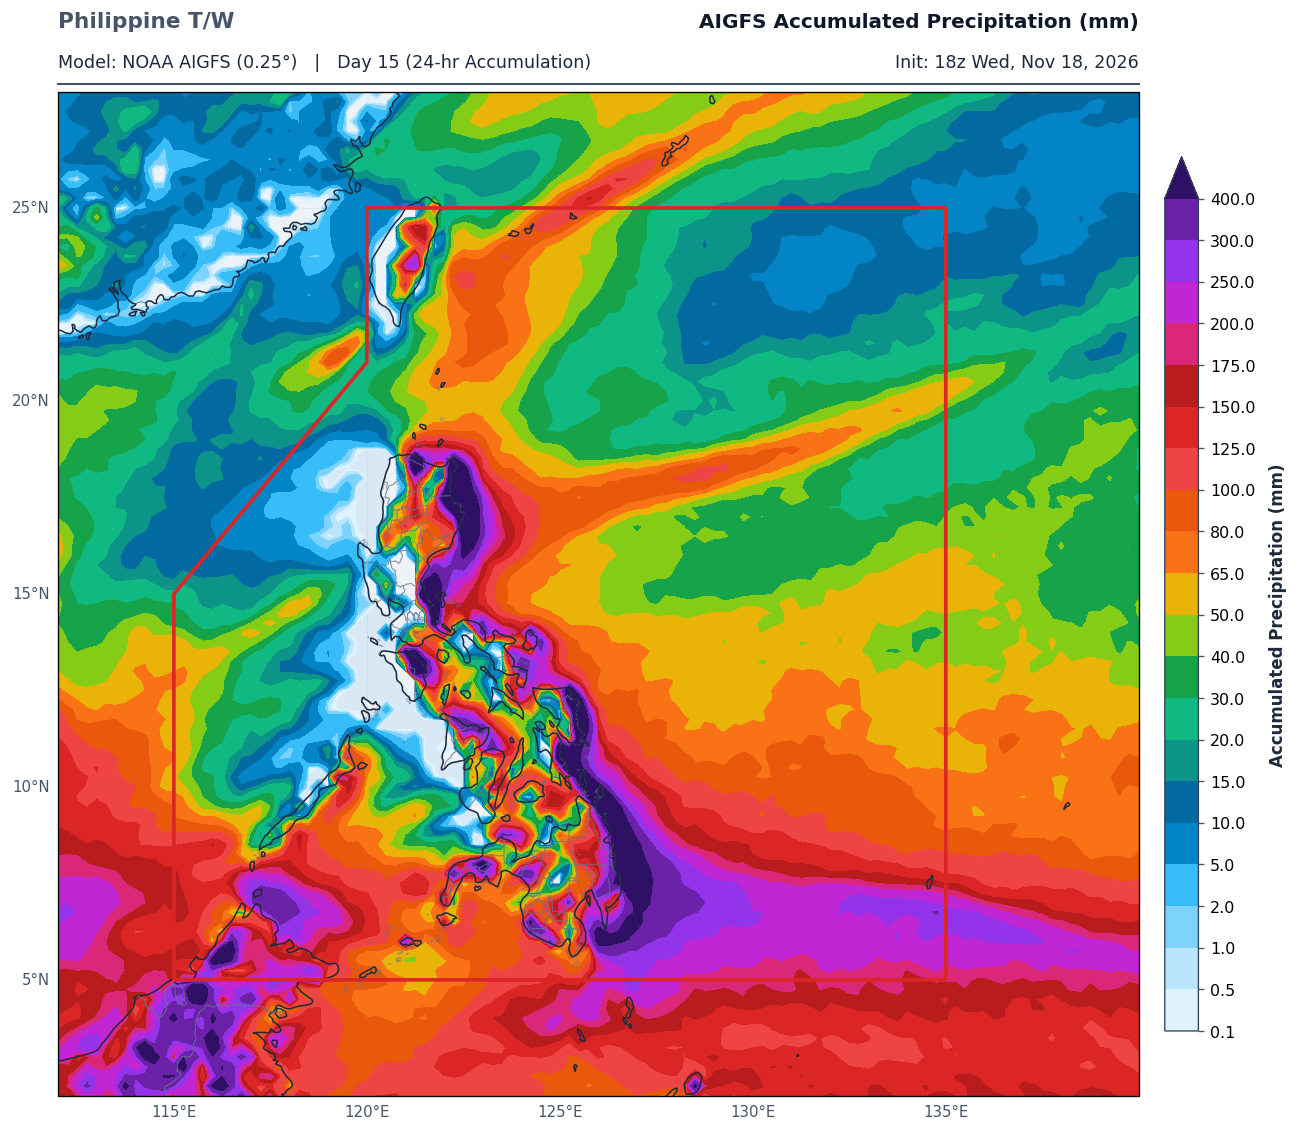 Philippine T/W
AIGFS Accumulated Precipitation (mm)
Model: NOAA AIGFS (0.25°)   |   Day 15 (24-hr Accumulation)
Init: 18z Wed, Nov 18, 2026
25°N
20°N
15°N
10°N
5°N
115°E
120°E
125°E
130°E
135°E
400.0
300.0
250.0
200.0
175.0
150.0
125.0
100.0
80.0
65.0
50.0
40.0
30.0
20.0
15.0
10.0
5.0
2.0
1.0
0.5
0.1
Accumulated Precipitation (mm)